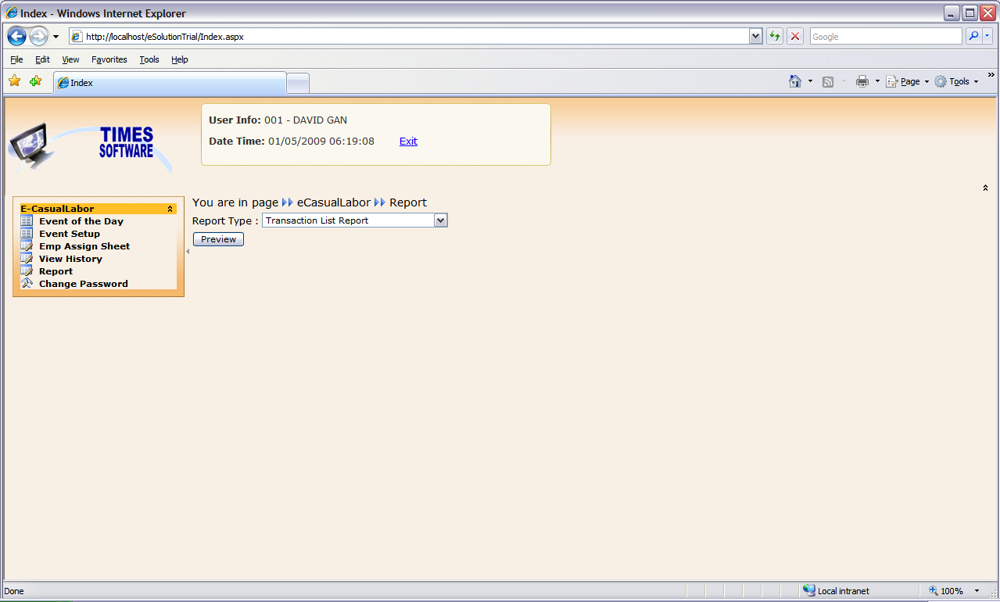 Index - Windows Internet Explorer
http://localhost/eSolutionTrial/Index.aspx
Google
File Edit View Favorites Tools Help
Index
Page
Tools
TIMES
SOFTWARE
User Info: 001 - DAVID GAN
Date Time: 01/05/2009 06:19:08 Exit
E-CasualLabor
Event of the Day
Event Setup
Emp Assign Sheet
View History
Report
Change Password
You are in page eCasualLabor Report
Report Type : Transaction List Report
Preview
Done
Local intranet
100%